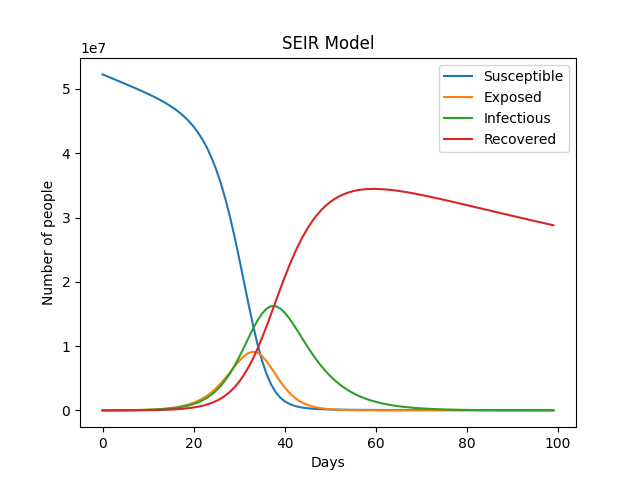 SEIR Model
1e7
Susceptible
Exposed
Infectious
Recovered
5
4
3
2
1
0
Number of people
0 20 40 60 80 100
Days